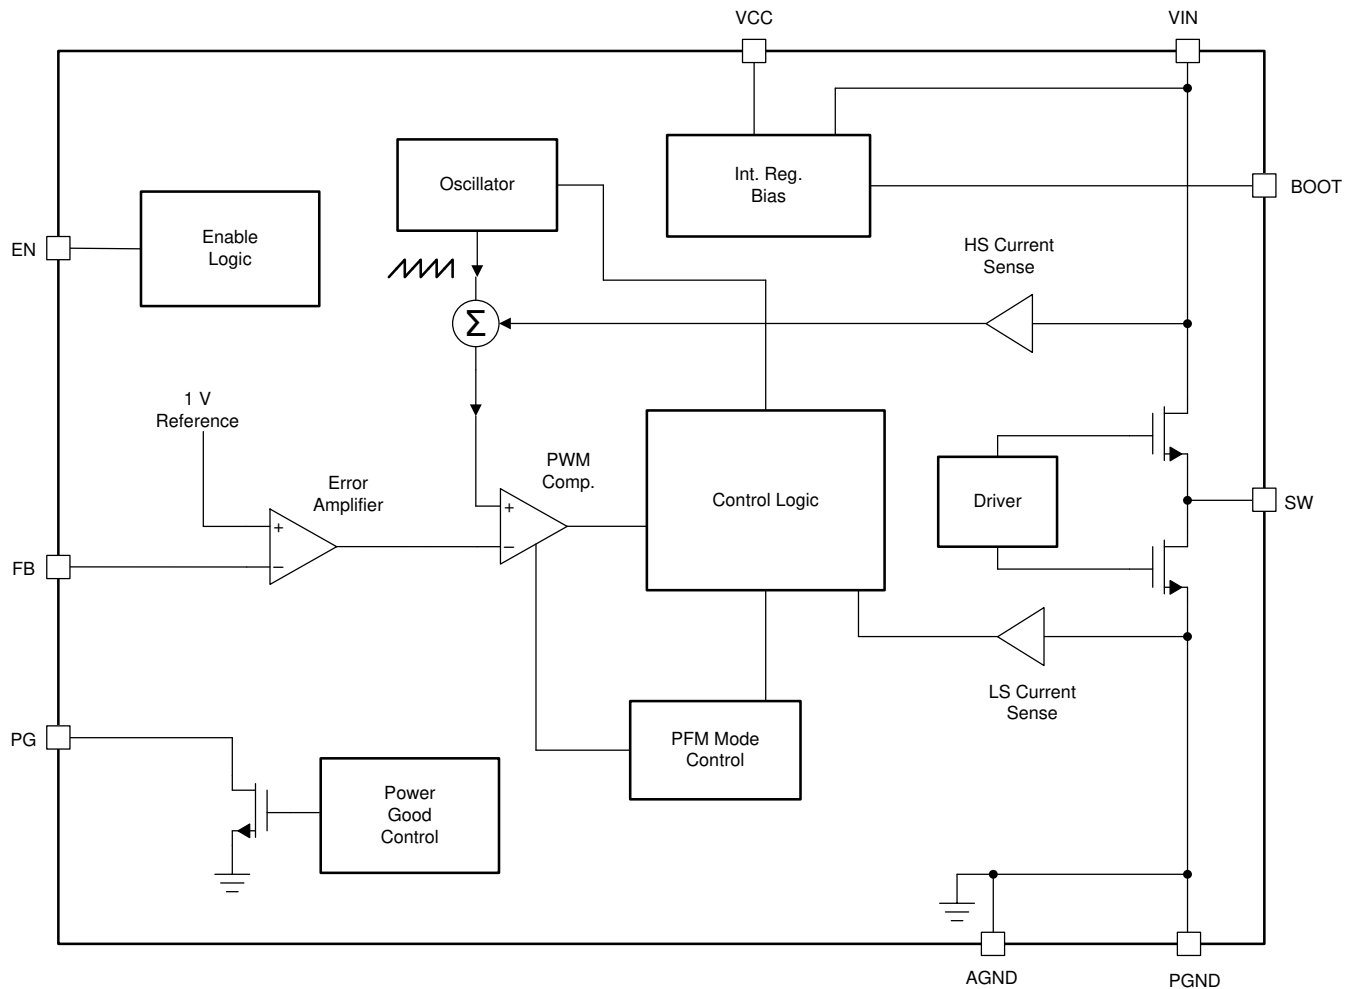 VCC
VIN
Oscillator
Int. Reg.
Bias
BOOT
EN
Enable
Logic
HS Current
Sense
Σ
1 V
Reference
Error
Amplifier
PWM
Comp.
+
−
+
−
Control Logic
Driver
SW
FB
LS Current
Sense
PG
PFM Mode
Control
Power
Good
Control
AGND
PGND